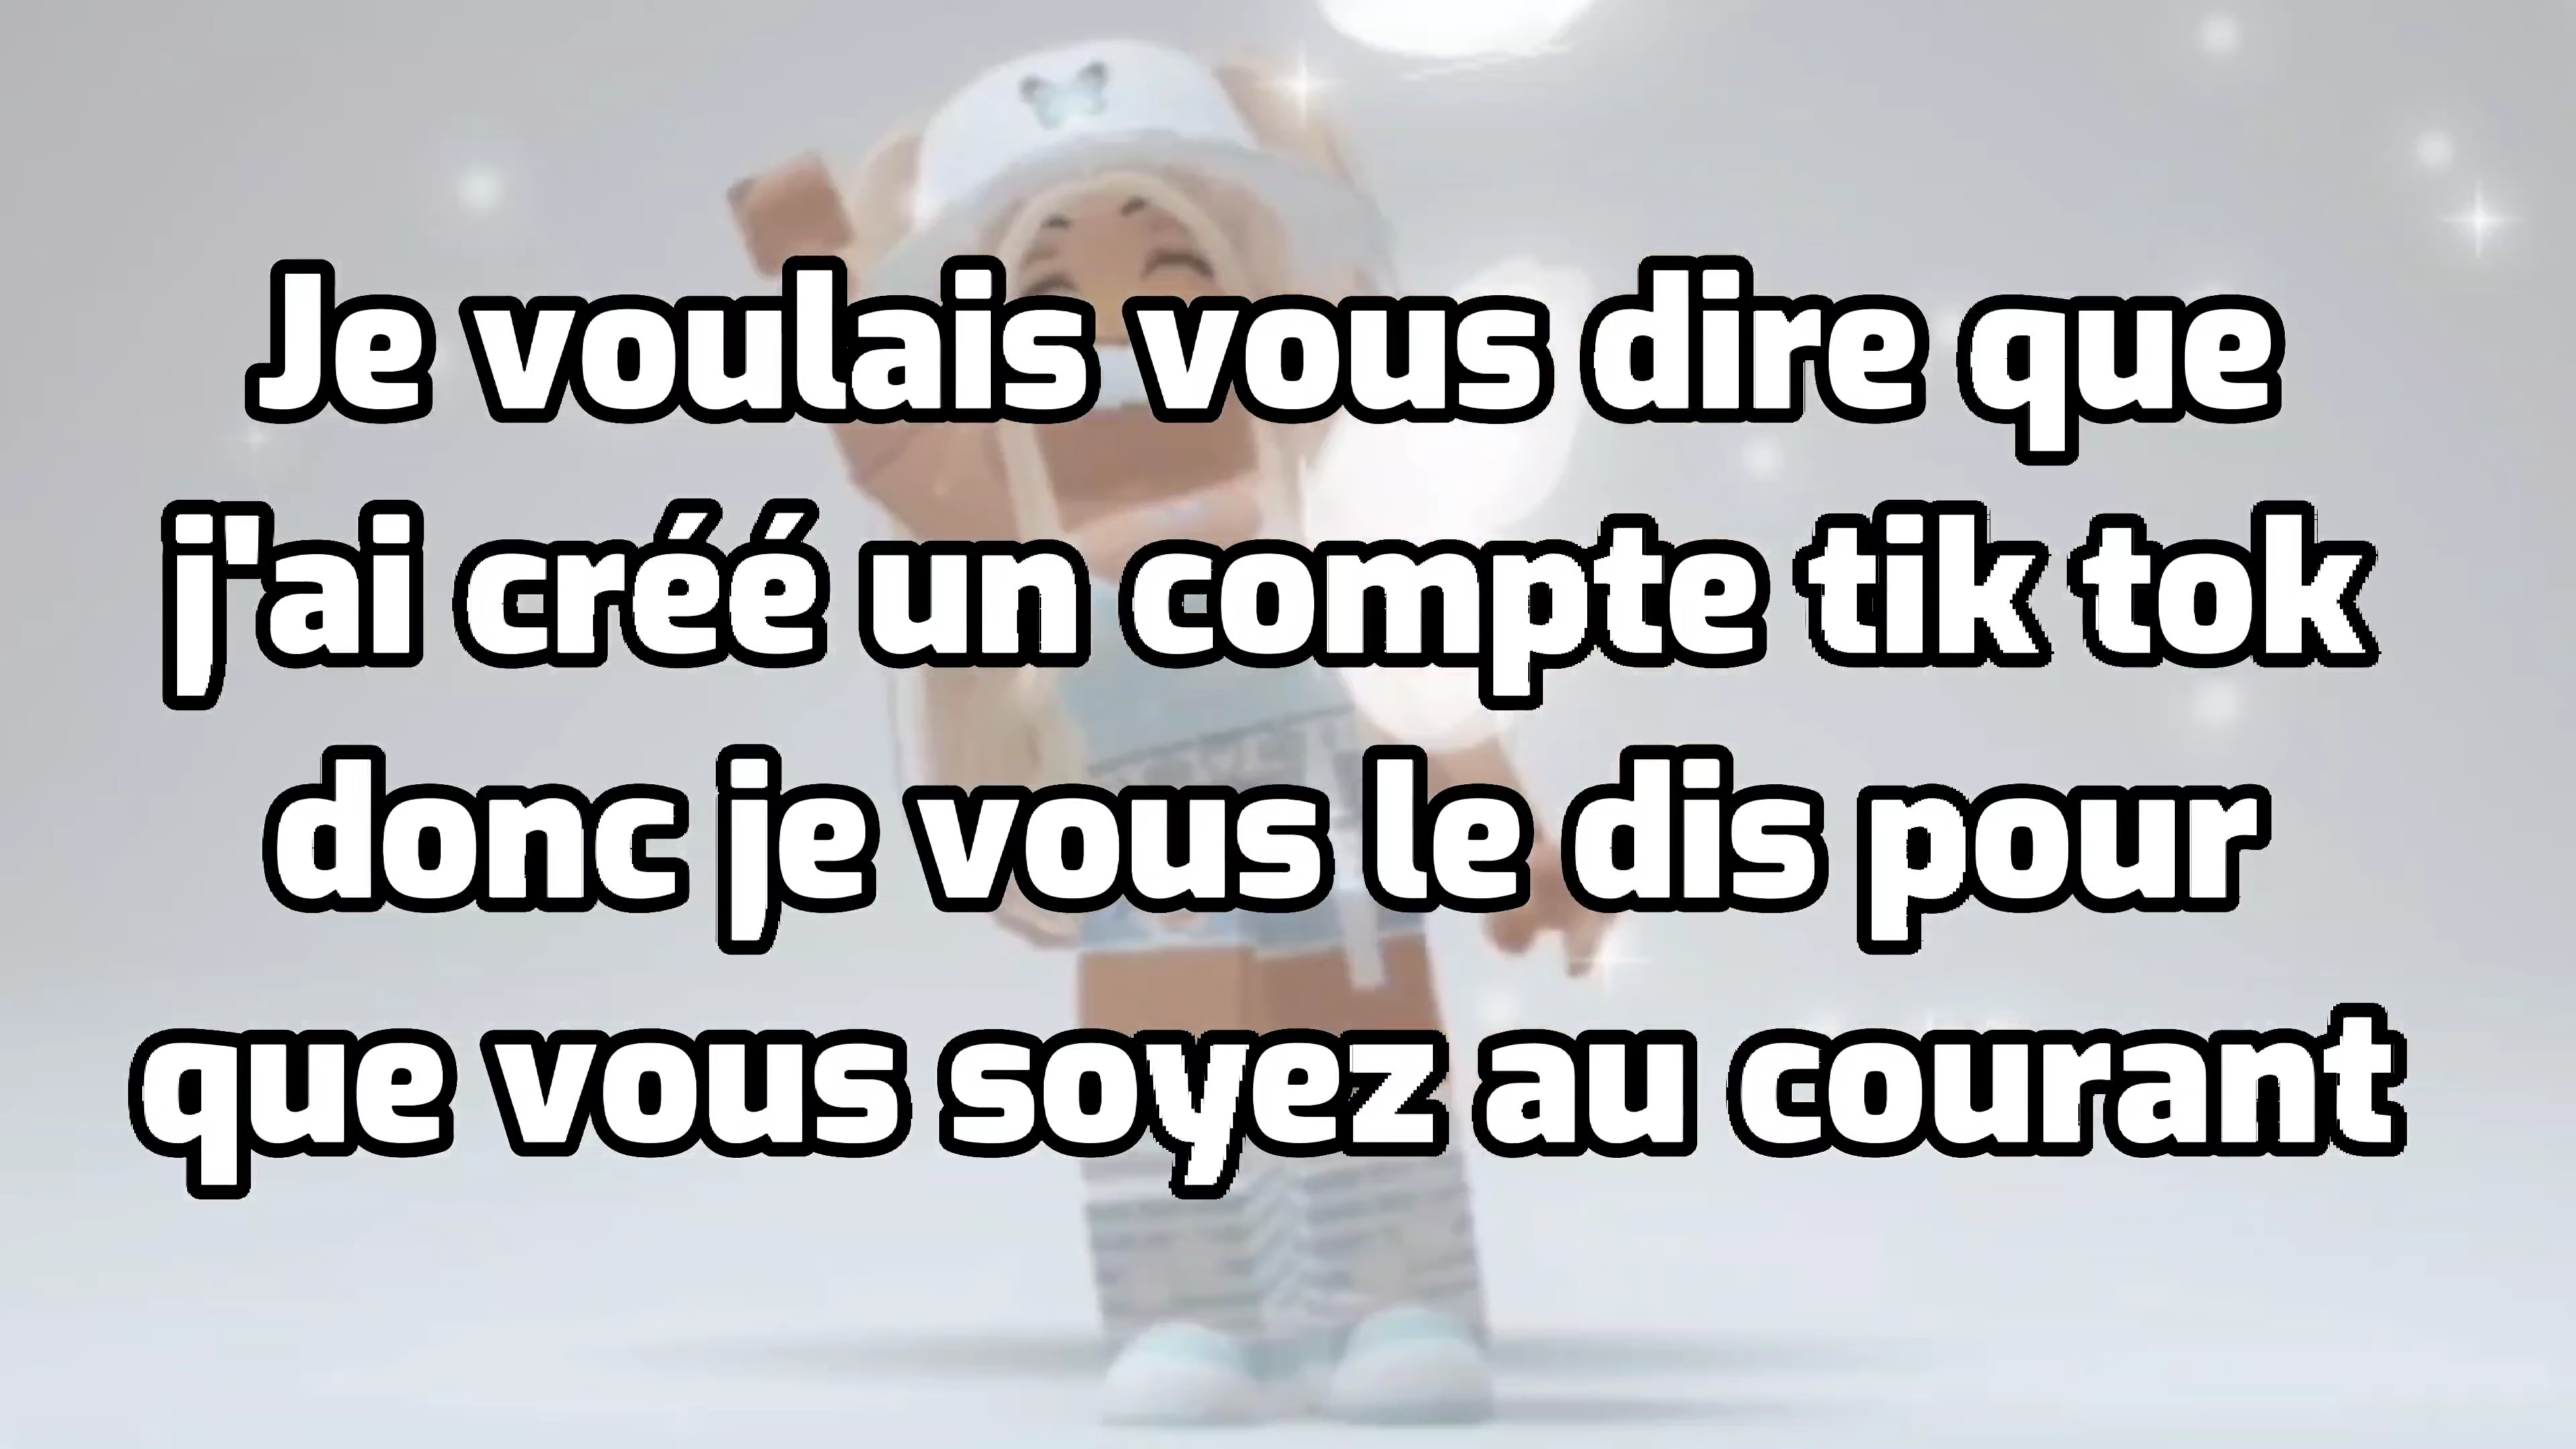 Je voulais vous dire que
j'ai créé un compte tik tok
donc je vous le dis pour
que vous soyez au courant